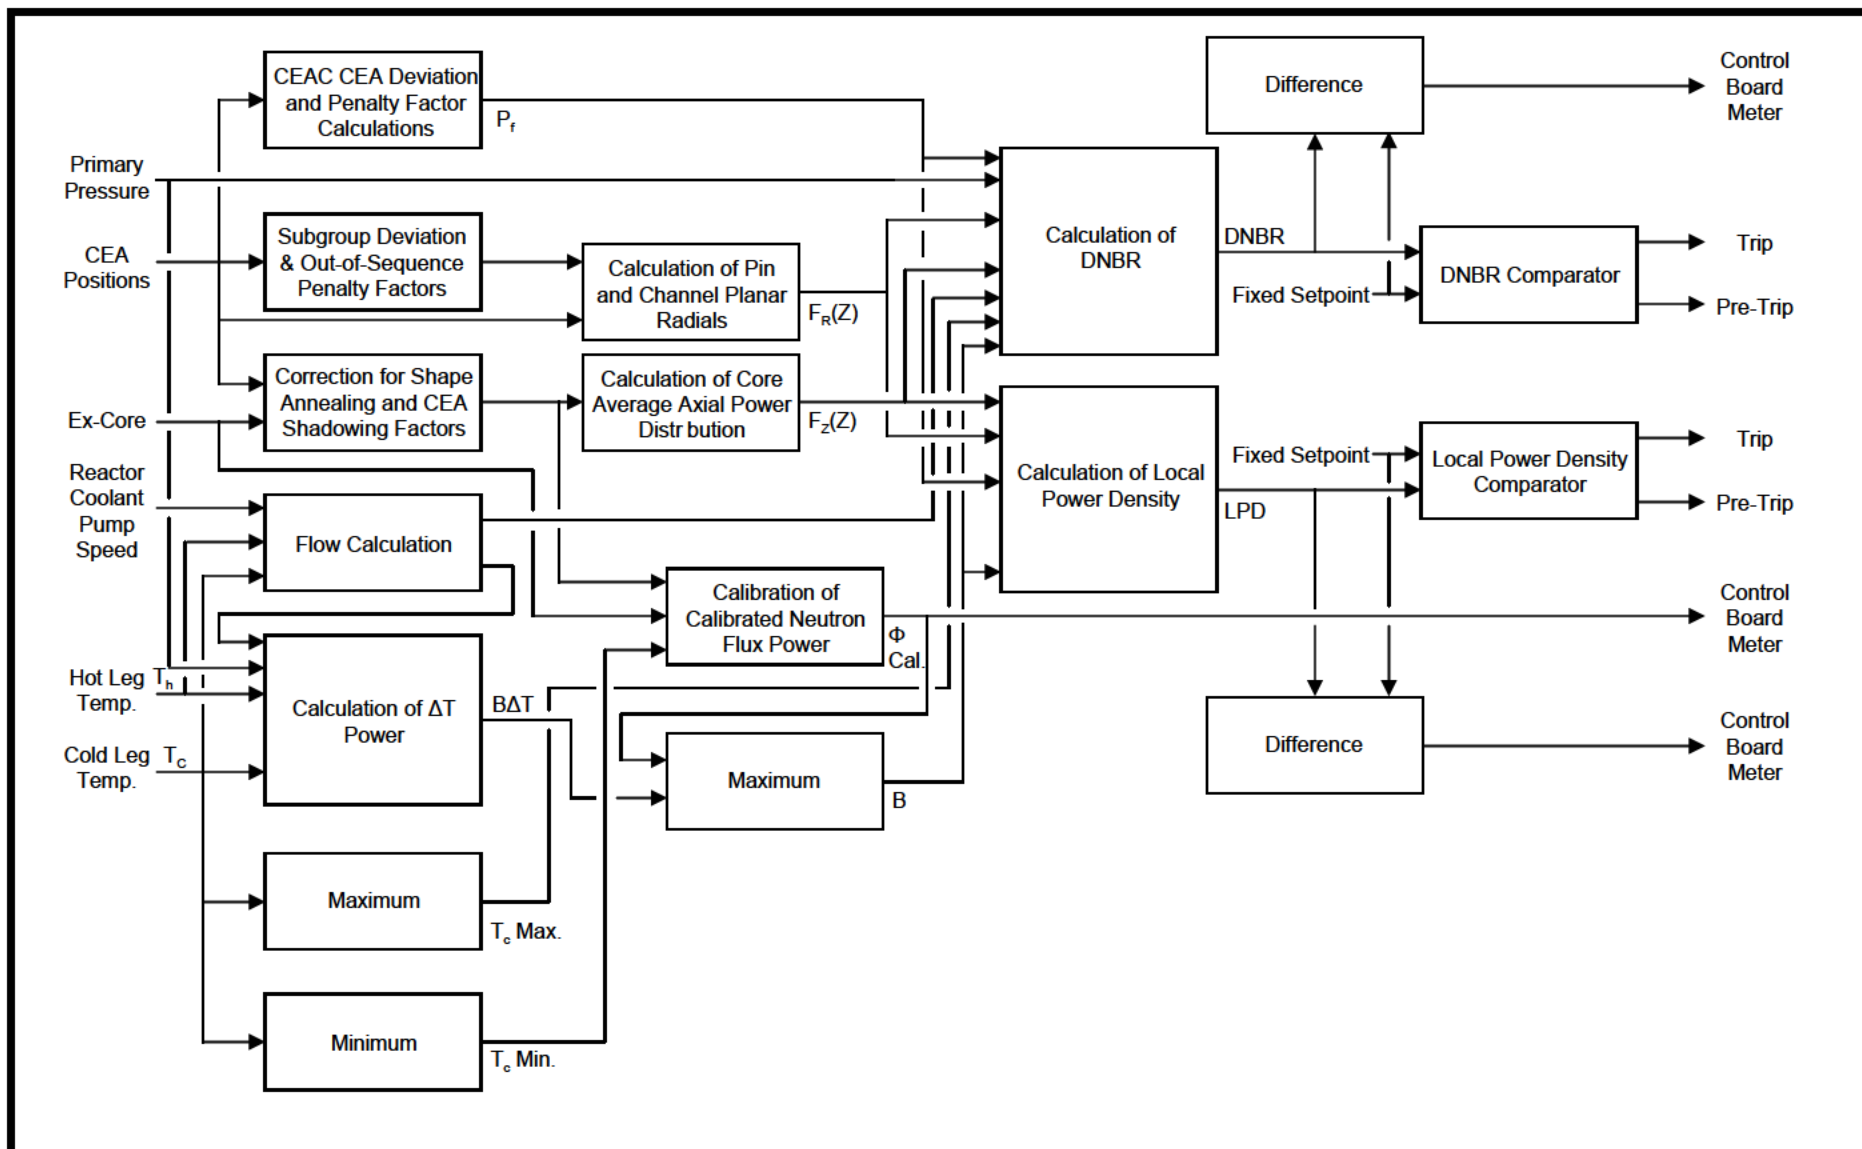 CEAC CEA Deviation
and Penalty Factor
Calculations
Pf
Primary
Pressure
CEA
Positions
Subgroup Deviation
& Out-of-Sequence
Penalty Factors
Calculation of Pin
and Channel Planar
Radials
FR(Z)
Ex-Core
Correction for Shape
Annealing and CEA
Shadowing Factors
Calculation of Core
Average Axial Power
Distr bution
FZ(Z)
Reactor
Coolant
Pump
Speed
Flow Calculation
Hot Leg Th
Temp.
Cold Leg TC
Temp.
Calculation of ΔT
Power
BΔT
Calibration of
Calibrated Neutron
Flux Power
Φ
Cal.
Maximum
B
Maximum
Tc Max.
Minimum
Tc Min.
Calculation of
DNBR
DNBR
Fixed Setpoint
Difference
Control
Board
Meter
DNBR Comparator
Trip
Pre-Trip
Calculation of Local
Power Density
Fixed Setpoint
LPD
Local Power Density
Comparator
Trip
Pre-Trip
Control
Board
Meter
Difference
Control
Board
Meter